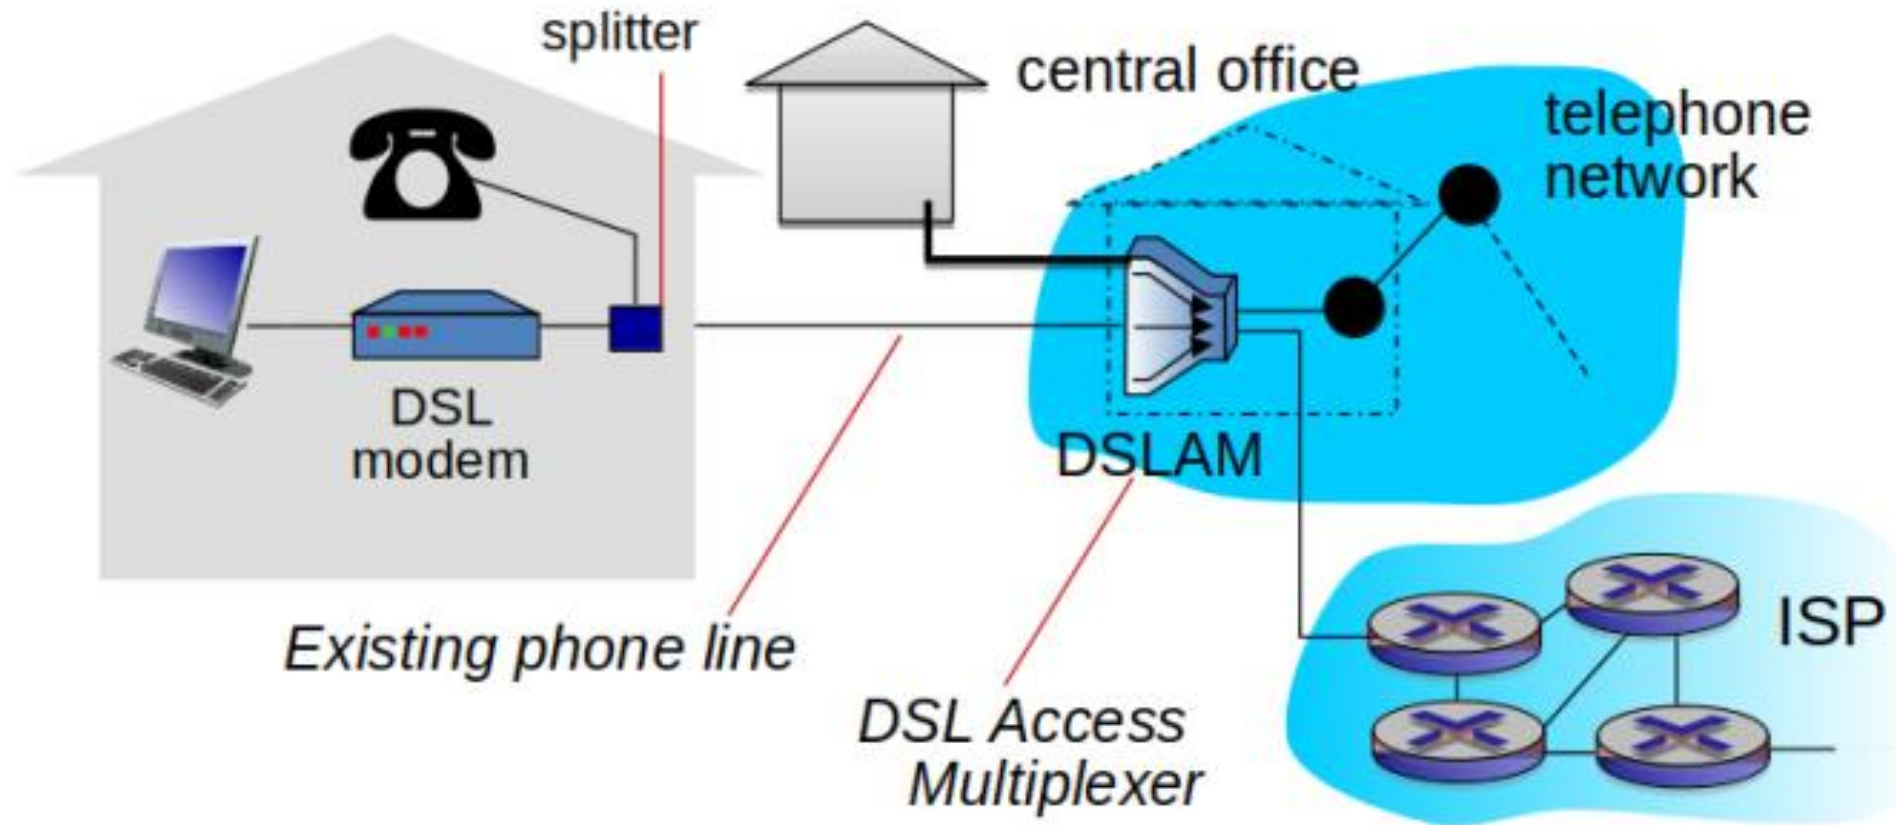 splitter
central office
telephone
network
DSL
modem
DSLAM
Existing phone line
ISP
DSL Access
Multiplexer